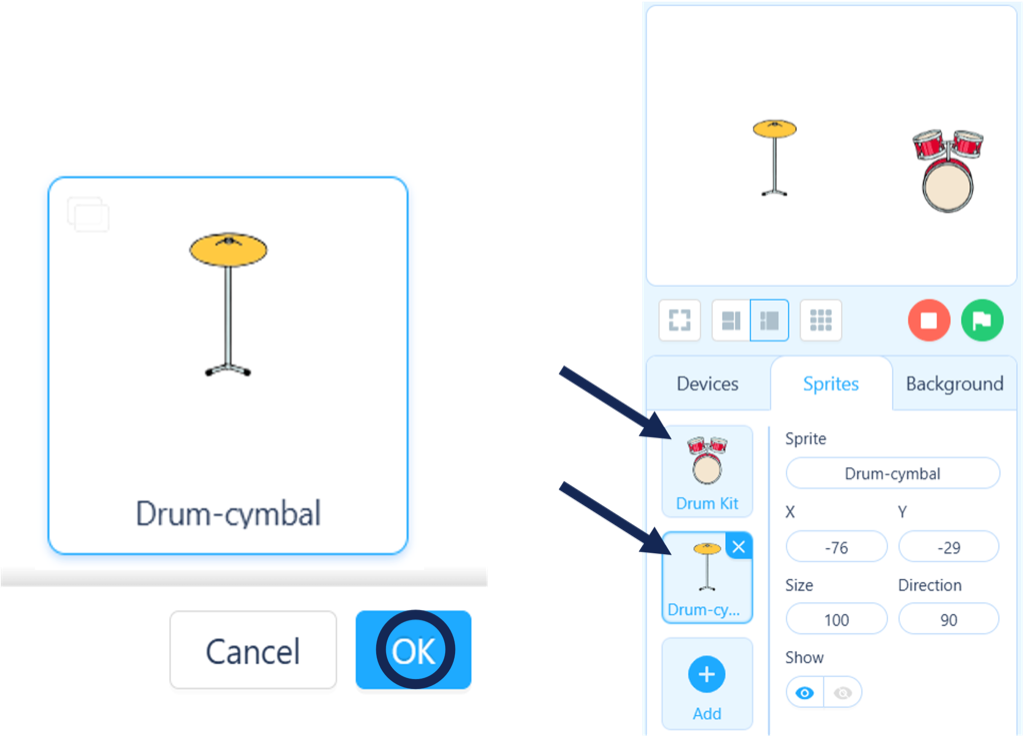 Drum-cymbal
Cancel
OK
Devices
Sprites
Background
Drum Kit
Drum-cy...
Add
Sprite
Drum-cymbal
X
Y
-76
-29
Size
Direction
100
90
Show